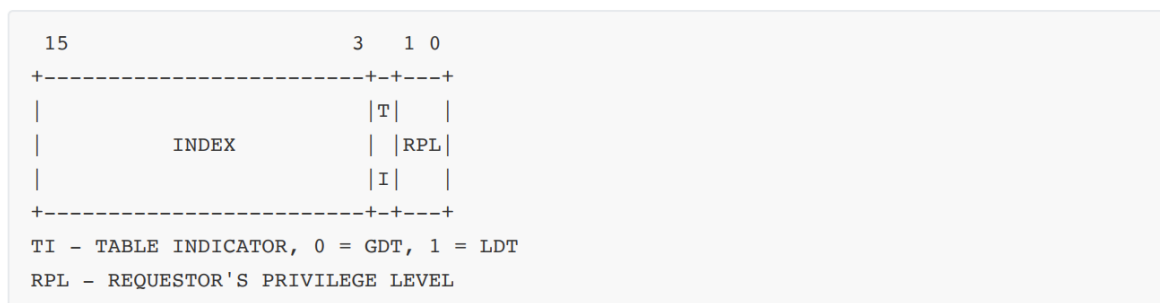 15                      3   1 0
+-------------------------+-+---+
|                         |T|   |
|          INDEX          | |RPL|
|                         |I|   |
+-------------------------+-+---+
TI - TABLE INDICATOR, 0 = GDT, 1 = LDT
RPL - REQUESTOR'S PRIVILEGE LEVEL